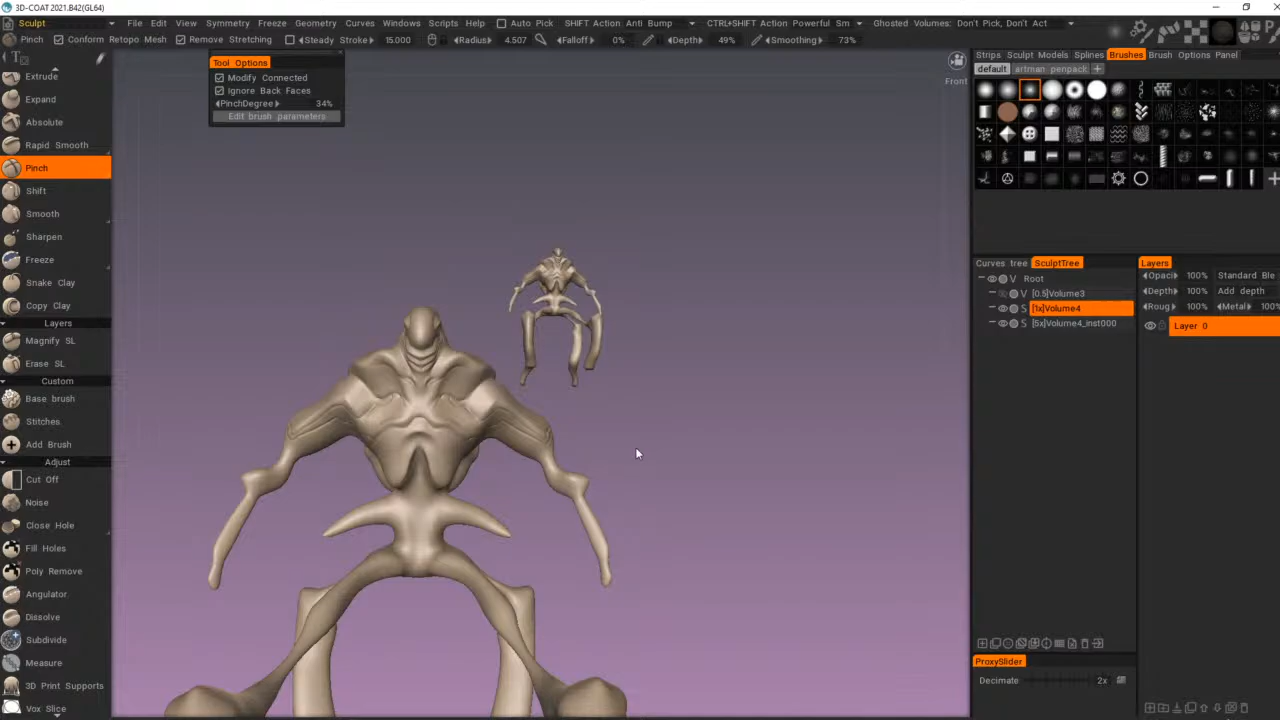 3D-COAT 2021.B42(GL64)
Sculpt File Edit View Symmetry Freeze Geometry Curves Windows Scripts Help Auto Pick SHIFT Action Anti Bump CTRL+SHIFT Action Powerful Sm Ghosted Volumes: Don't Pick, Don't Act
Pinch Conform Retopo Mesh Remove Stretching Steady Stroke 15.000 Radius 4.507 Falloff 0% Depth 49% Smoothing 73%
Extrude
Expand
Absolute
Rapid Smooth
Pinch
Shift
Smooth
Sharpen
Freeze
Snake Clay
Copy Clay
Layers
Magnify SL
Erase SL
Custom
Base brush
Stitches
Add Brush
Adjust
Cut Off
Noise
Close Hole
Fill Holes
Poly Remove
Angulator
Dissolve
Subdivide
Measure
3D Print Supports
Vox Slice
Tool Options
Modify Connected
Ignore Back Faces
PinchDegree 34%
Edit brush parameters
Front
Strips Sculpt Models Splines Brushes Brush Options Panel
default artman penpack +
Curves tree SculptTree
Root
[0.5]Volume3
[1x]Volume4
[5x]Volume4_inst000
Layers
Opaci 100% Standard Ble
Depth 100% Add depth
Roug 100% Metal 100%
Layer 0
ProxySlider
Decimate 2x